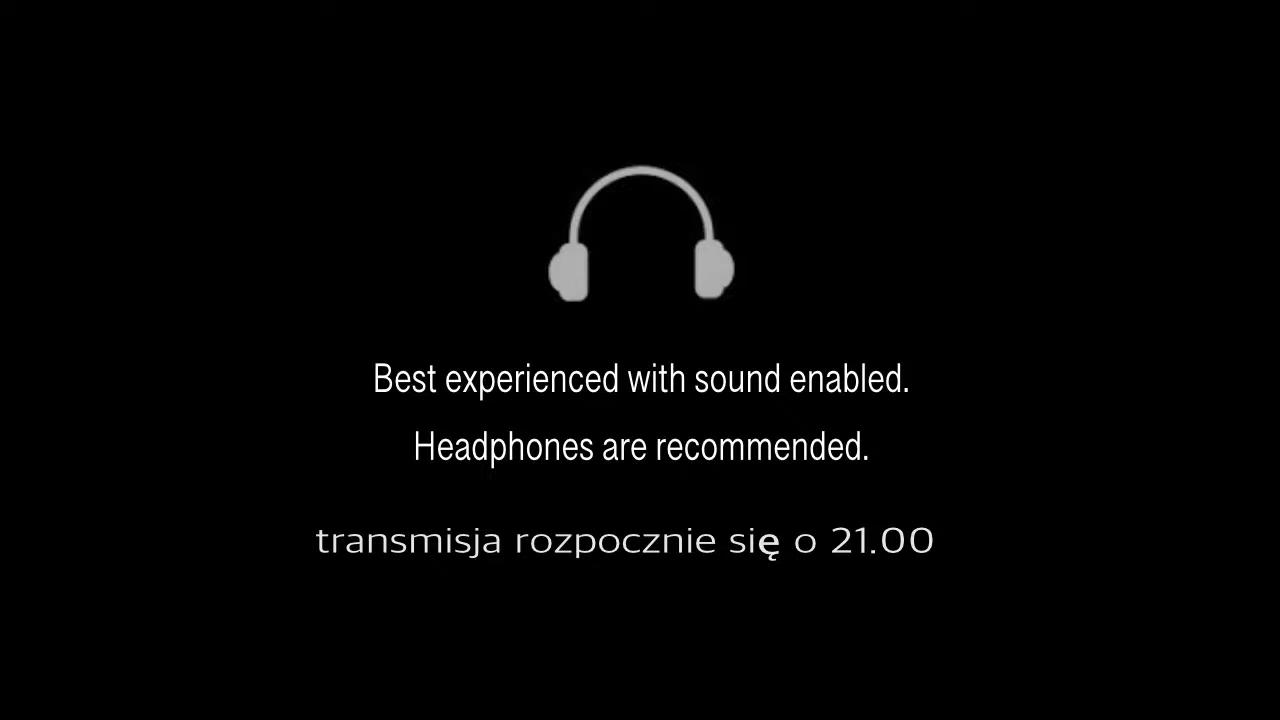 Best experienced with sound enabled.
Headphones are recommended.
transmisja rozpocznie się o 21.00